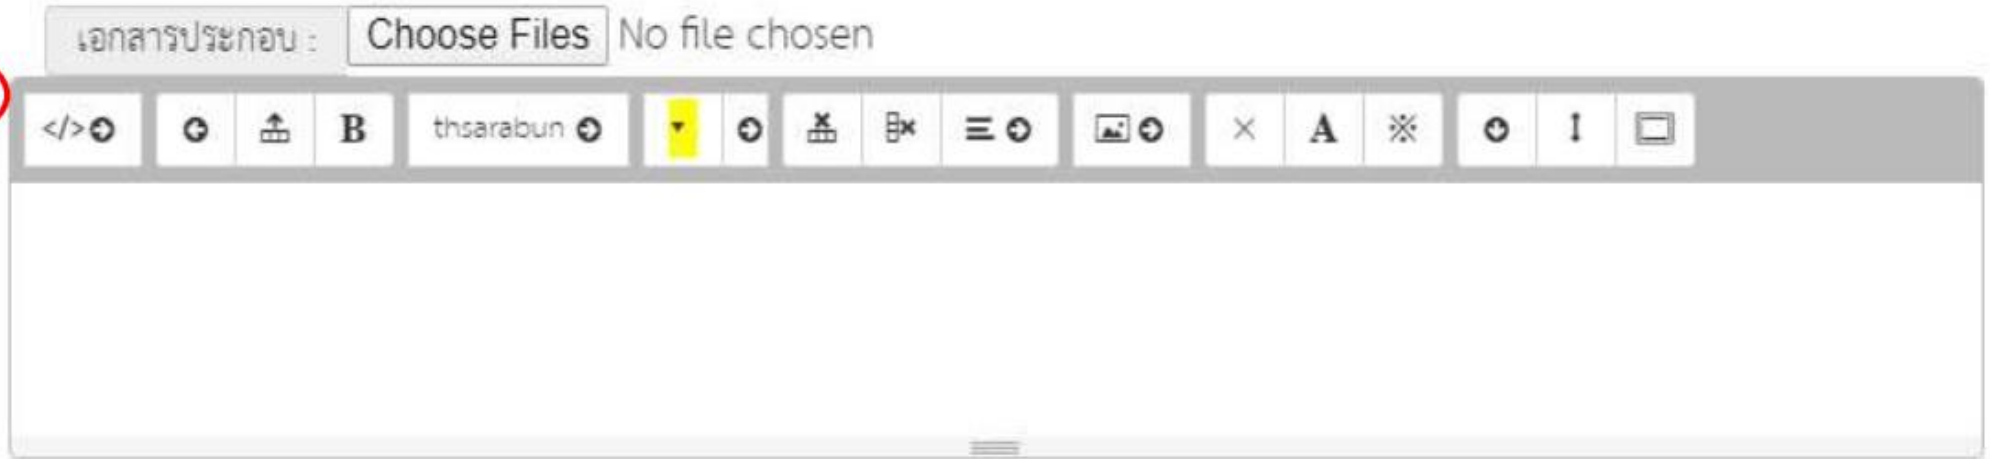 เอกสารประกอบ : Choose Files No file chosen
</> B thsarabun A